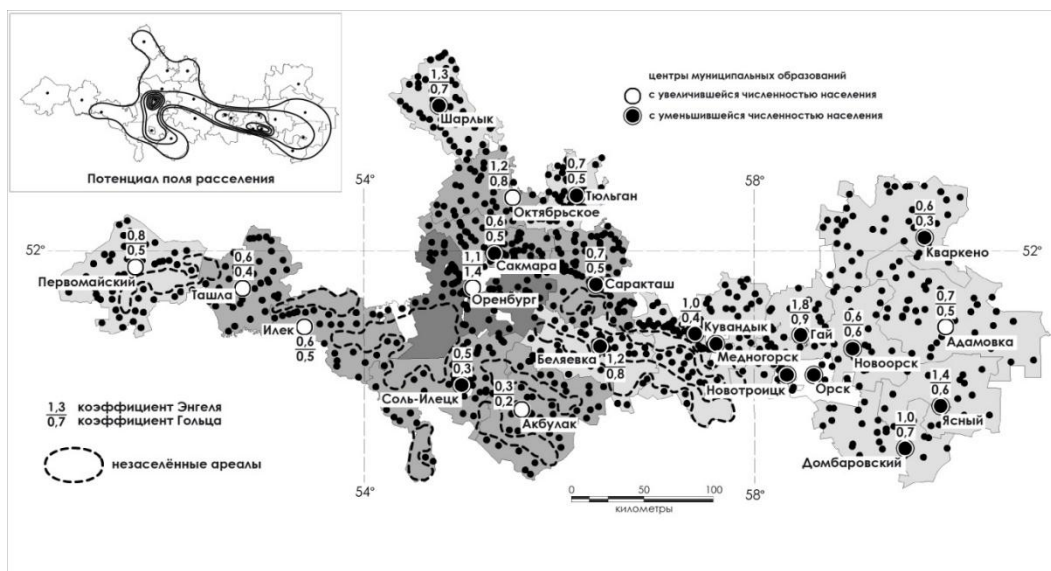 Потенциал поля расселения
центры муниципальных образований
с увеличившейся численностью населения
с уменьшившейся численностью населения
1,3
0,7
Шарлык
54°
58°
1,2
0,8
Октябрьское
0,7
0,5
Тюльган
0,6
0,3
Кваркено
52°
52°
0,8
0,5
Первомайский
0,6
0,4
Ташла
0,6
0,5
Сакмара
1,1
1,4
Оренбург
0,7
0,5
Саракташ
0,7
0,5
Адамовка
Илек
0,6
0,5
1,0
0,4
Кувандык
Медногорск
1,8
0,9
Гай
0,6
0,6
Новоорск
Беляевка
1,2
0,8
Новотроицк
Орск
0,5
0,3
Соль-Илецк
0,3
0,2
Акбулак
1,4
0,6
Ясный
1,0
0,7
Домбаровский
1,3 коэффициент Энгеля
0,7 коэффициент Гольца
незаселённые ареалы
54°
58°
0 50 100
километры